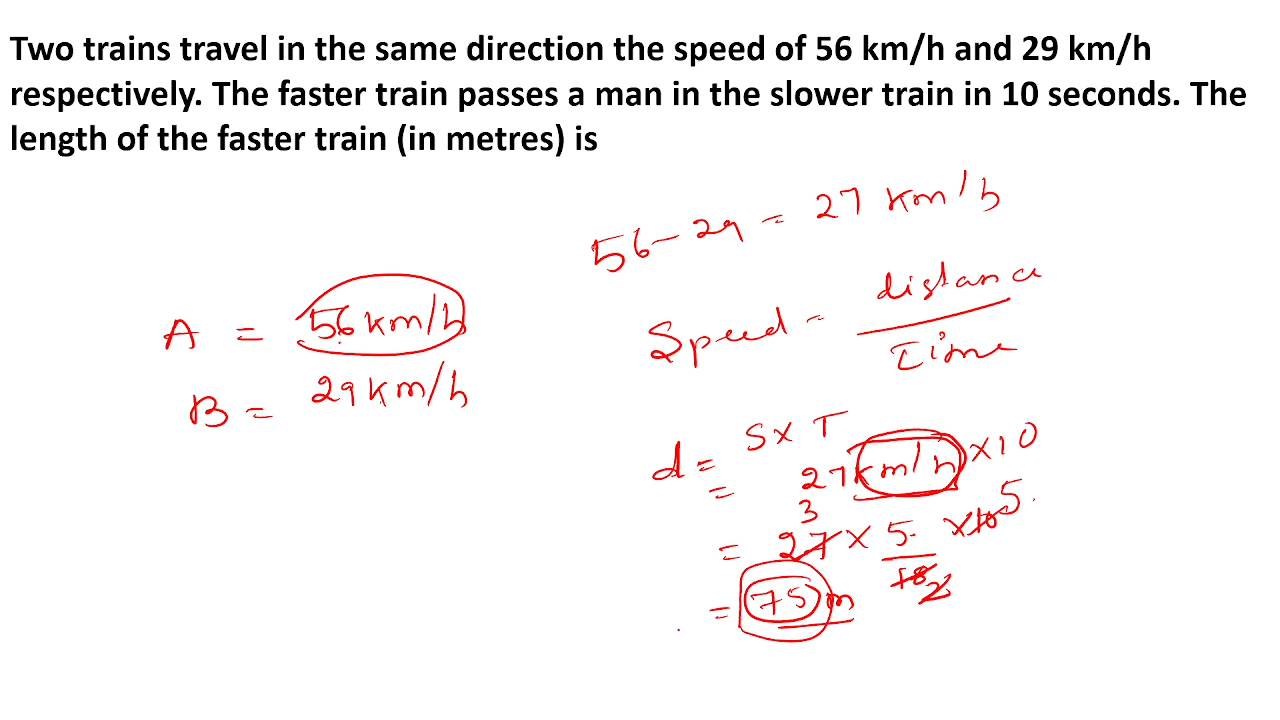 Two trains travel in the same direction the speed of 56 km/h and 29 km/h
respectively. The faster train passes a man in the slower train in 10 seconds. The
length of the faster train (in metres) is
56 - 29 = 27 km/h
A = 56 km/h
B = 29 km/h
Speed = distance
Time
d = S x T
= 27 km/h x 10
3
= 27 x 5 x 10 5
18 2
= 75 m